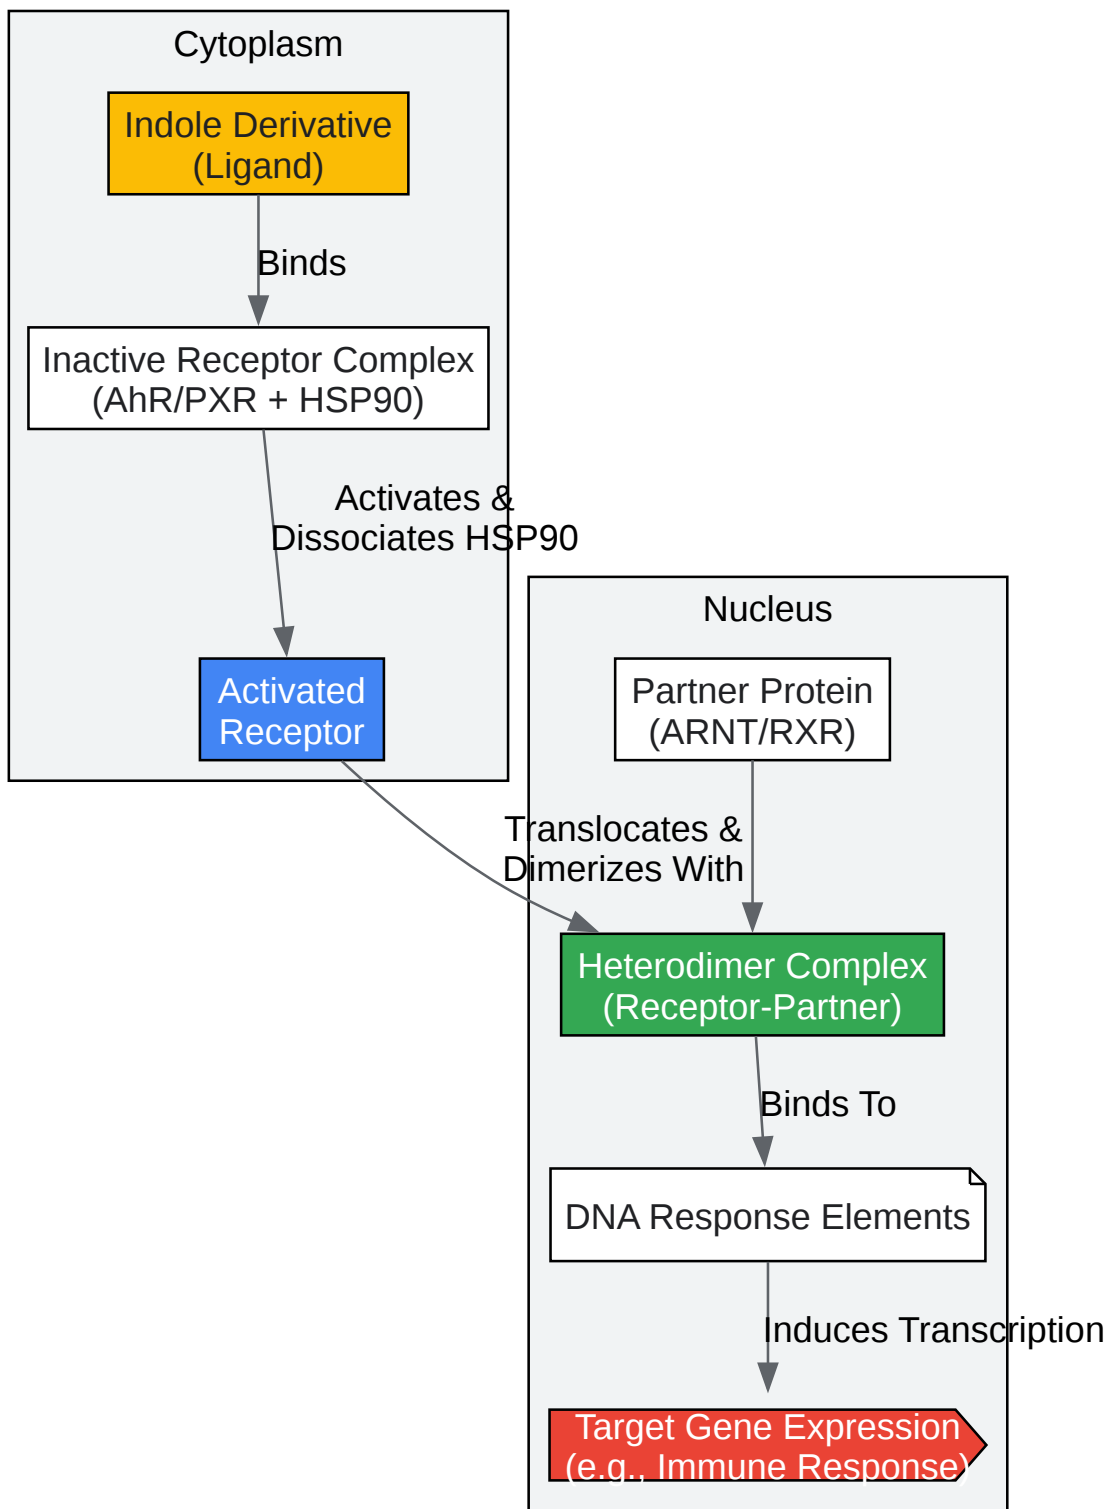 Cytoplasm
Indole Derivative
(Ligand)
Binds
Inactive Receptor Complex
(AhR/PXR + HSP90)
Activates &
Dissociates HSP90
Activated
Receptor
Nucleus
Partner Protein
(ARNT/RXR)
Translocates &
Dimerizes With
Heterodimer Complex
(Receptor-Partner)
Binds To
DNA Response Elements
Induces Transcription
Target Gene Expression
(e.g., Immune Response)